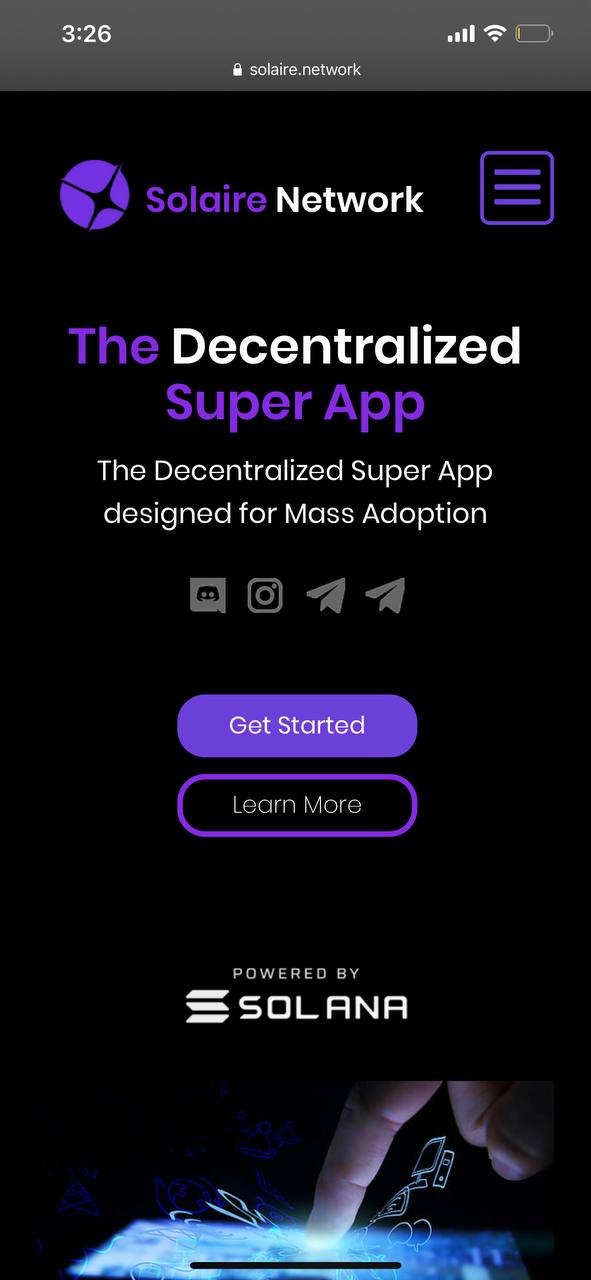 3:26
solaire.network
Solaire Network
The Decentralized
Super App
The Decentralized Super App
designed for Mass Adoption
Get Started
Learn More
POWERED BY
SOLANA